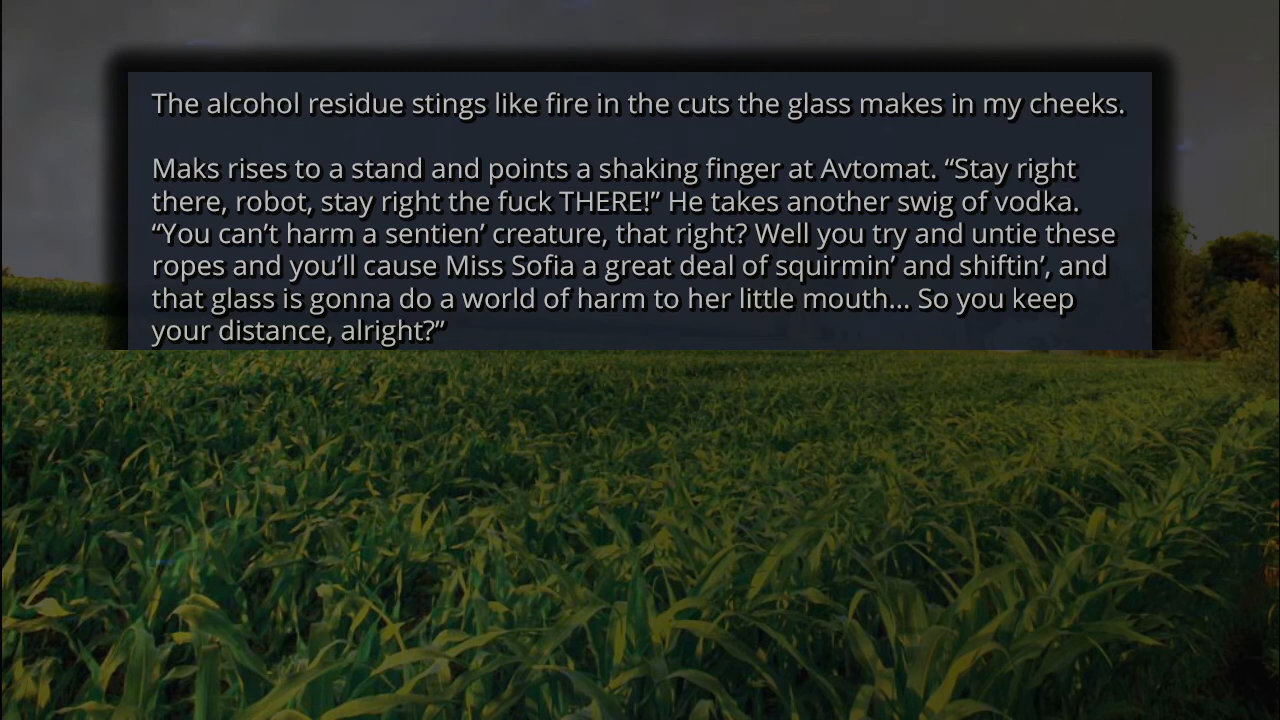 The alcohol residue stings like fire in the cuts the glass makes in my cheeks.
Maks rises to a stand and points a shaking finger at Avtomat. “Stay right
there, robot, stay right the fuck THERE!” He takes another swig of vodka.
“You can’t harm a sentien’ creature, that right? Well you try and untie these
ropes and you’ll cause Miss Sofia a great deal of squirmin’ and shiftin’, and
that glass is gonna do a world of harm to her little mouth... So you keep
your distance, alright?”